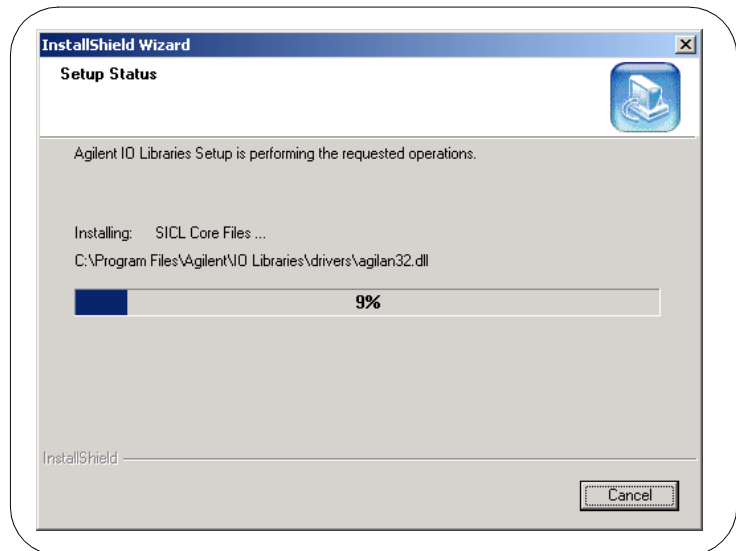 InstallShield Wizard
Setup Status
Agilent IO Libraries Setup is performing the requested operations.
Installing: SICL Core Files ...
C:\Program Files\Agilent\IO Libraries\drivers\agilan32.dll
9%
InstallShield
Cancel